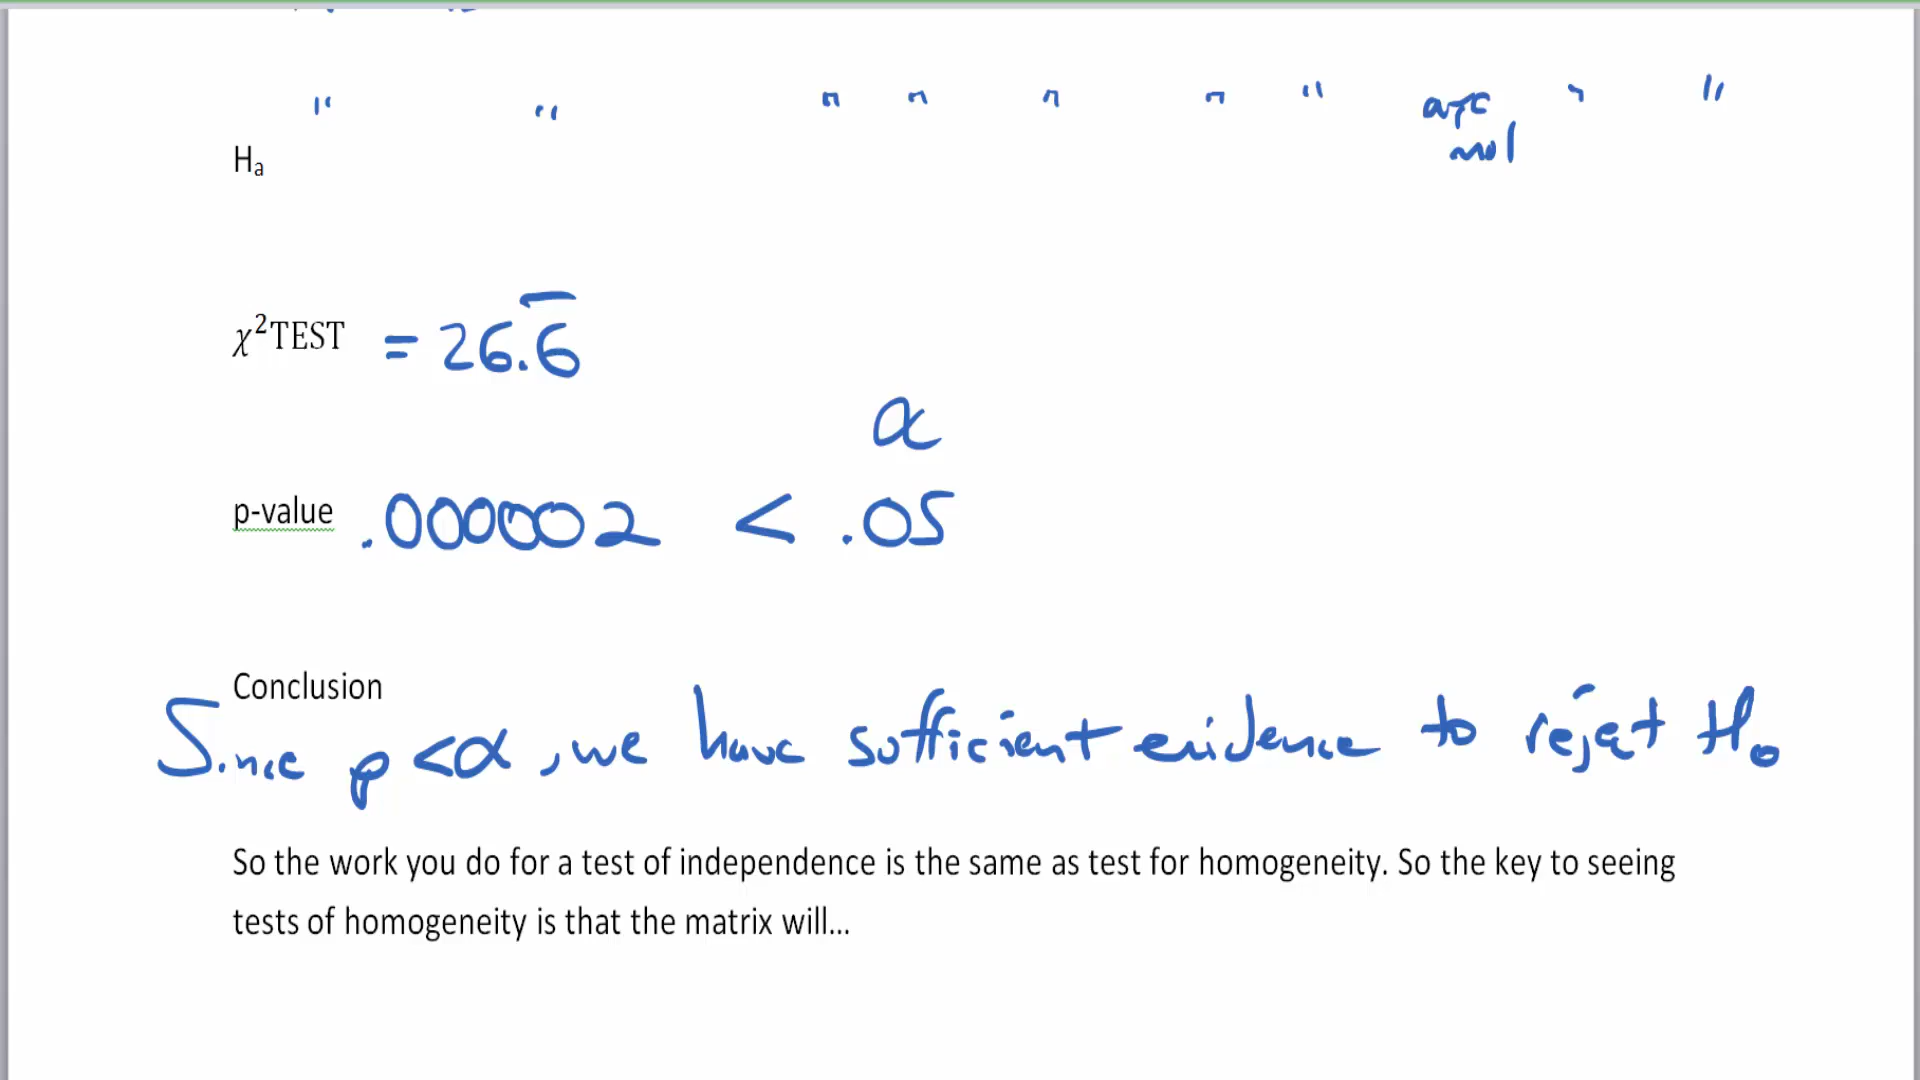 " " " " " " " are " "
not
Hₐ
χ²TEST = 26.6̅
α
p-value .000002 < .05
Conclusion
Since p < α, we have sufficient evidence to reject H₀
So the work you do for a test of independence is the same as test for homogeneity. So the key to seeing
tests of homogeneity is that the matrix will...